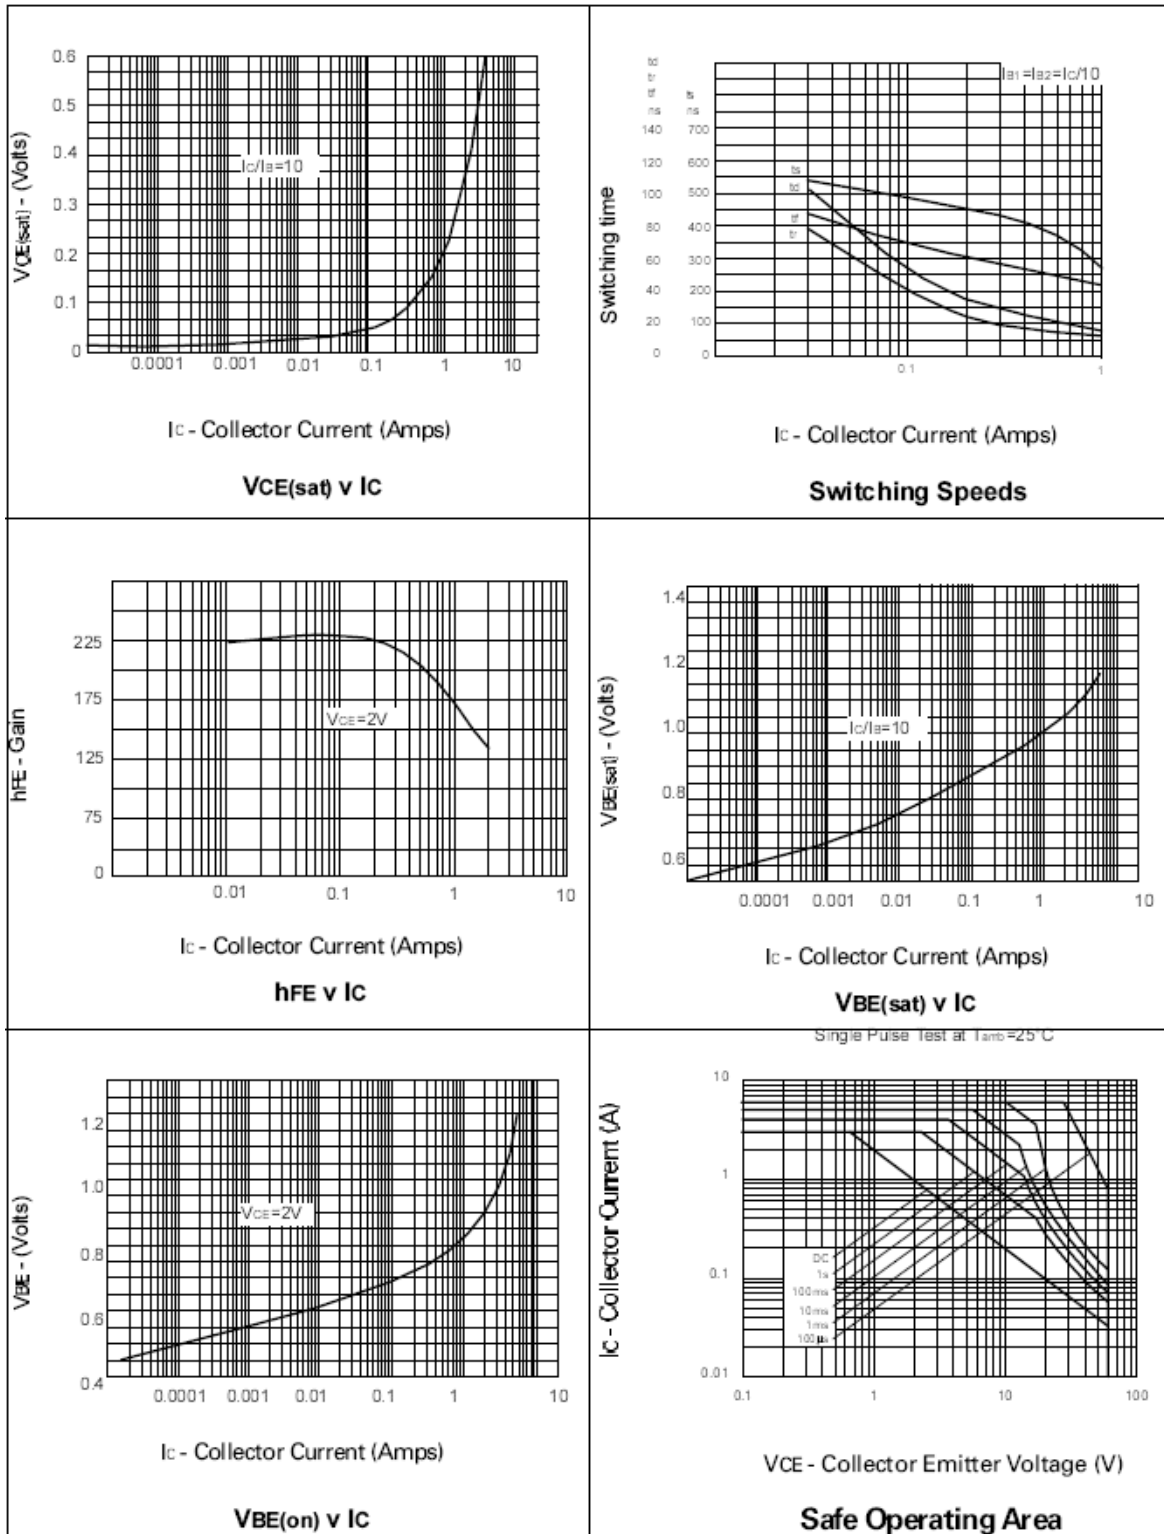 0.6
0.5
0.4
0.3
0.2
0.1
0
VCE(sat) - (Volts)
IC/IB=10
0.0001 0.001 0.01 0.1 1 10
IC - Collector Current (Amps)
VCE(sat) v IC
td
tr
tf ts
ns ns
140 700
120 600
100 500
80 400
60 300
40 200
20 100
0 0
Switching time
IB1=IB2=IC/10
ts
td
tf
tr
0.1 1
IC - Collector Current (Amps)
Switching Speeds
225
175
125
75
0
hFE - Gain
VCE=2V
0.01 0.1 1 10
IC - Collector Current (Amps)
hFE v IC
1.4
1.2
1.0
0.8
0.6
VBE(sat) - (Volts)
IC/IB=10
0.0001 0.001 0.01 0.1 1 10
IC - Collector Current (Amps)
VBE(sat) v IC
1.2
1.0
0.8
0.6
0.4
VBE - (Volts)
VCE=2V
0.0001 0.001 0.01 0.1 1 10
IC - Collector Current (Amps)
VBE(on) v IC
Single Pulse Test at Tamb=25°C
10
1
0.1
0.01
IC - Collector Current (A)
DC
1s
100ms
10ms
1ms
100µs
0.1 1 10 100
VCE - Collector Emitter Voltage (V)
Safe Operating Area